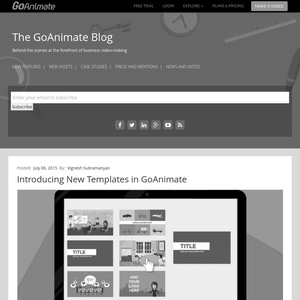 GoAnimate
FREE TRIAL | LOGIN EXPLORE PLANS & PRICING MAKE A VIDEO
The GoAnimate Blog
Behind the scenes at the forefront of business video-making
NEW FEATURES | NEW ASSETS | CASE STUDIES | PRESS AND MENTIONS | NEWS AND NOTES
Enter your email to subscribe
Subscribe
Posted: July 06, 2015 By: Vignesh Subramanyan
Introducing New Templates in GoAnimate
TITLE
TITLE
ADD YOUR LOGO HERE